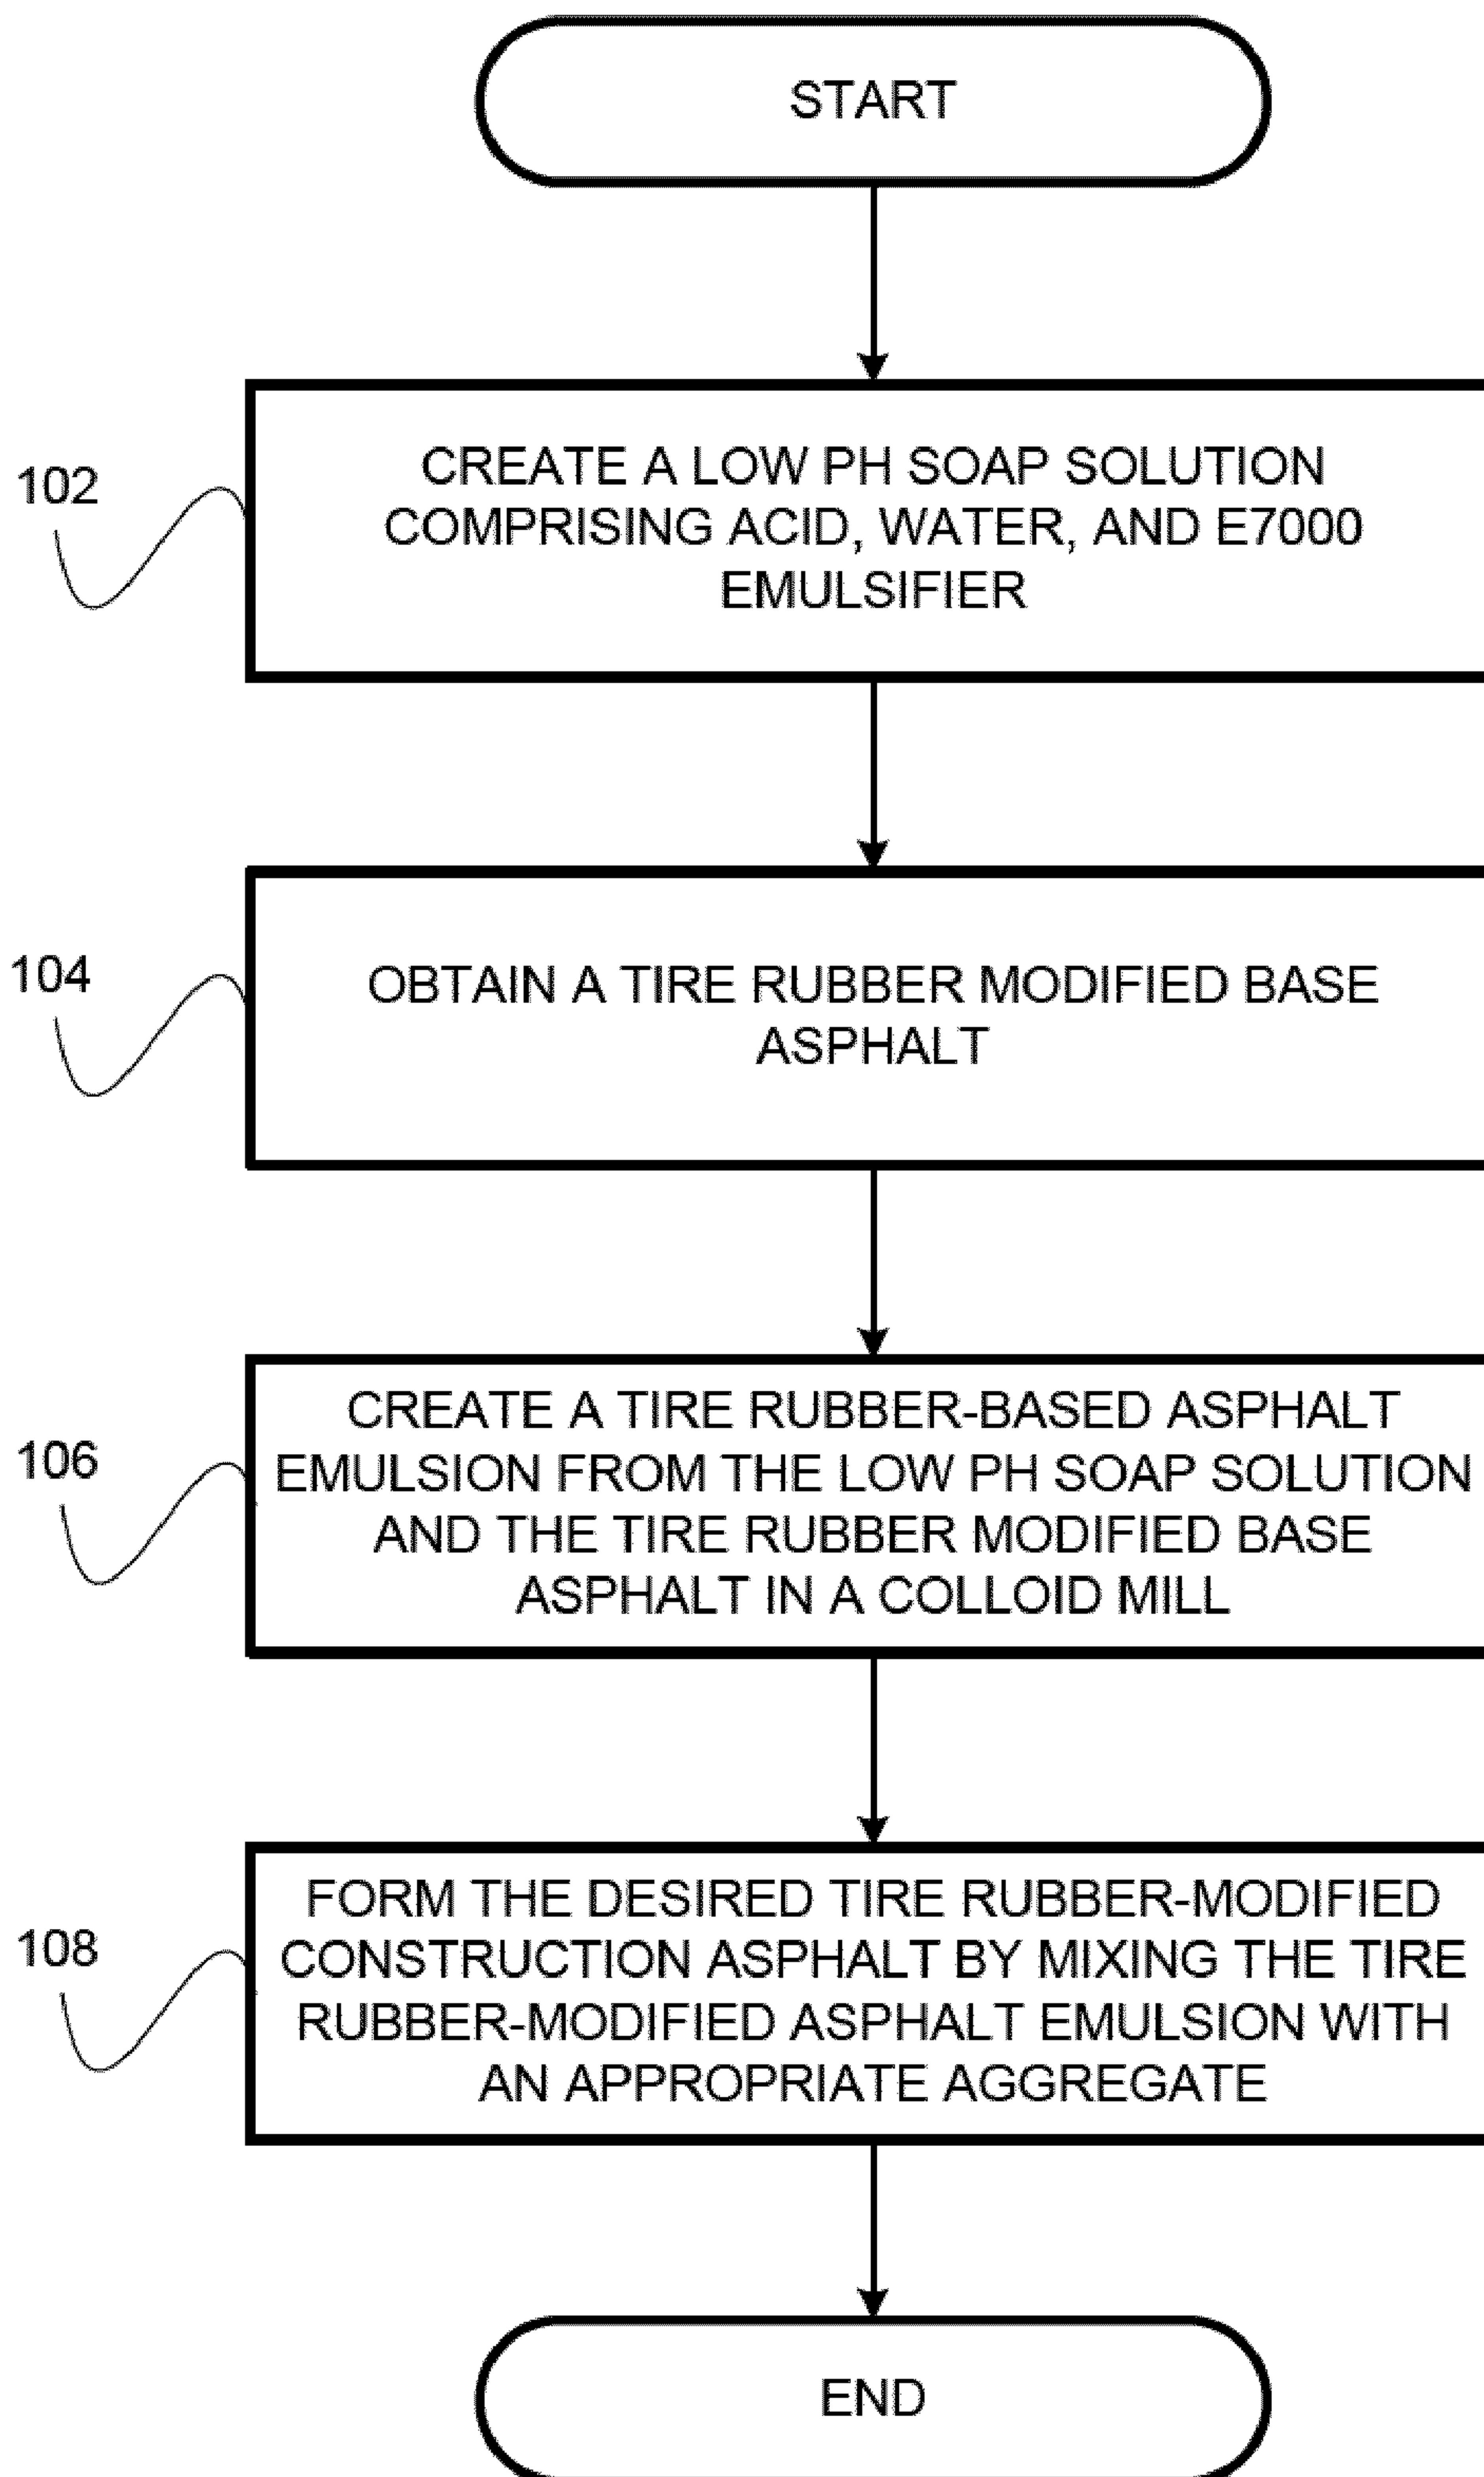 START
102
CREATE A LOW PH SOAP SOLUTION
COMPRISING ACID, WATER, AND E7000
EMULSIFIER
104
OBTAIN A TIRE RUBBER MODIFIED BASE
ASPHALT
106
CREATE A TIRE RUBBER-BASED ASPHALT
EMULSION FROM THE LOW PH SOAP SOLUTION
AND THE TIRE RUBBER MODIFIED BASE
ASPHALT IN A COLLOID MILL
108
FORM THE DESIRED TIRE RUBBER-MODIFIED
CONSTRUCTION ASPHALT BY MIXING THE TIRE
RUBBER-MODIFIED ASPHALT EMULSION WITH
AN APPROPRIATE AGGREGATE
END